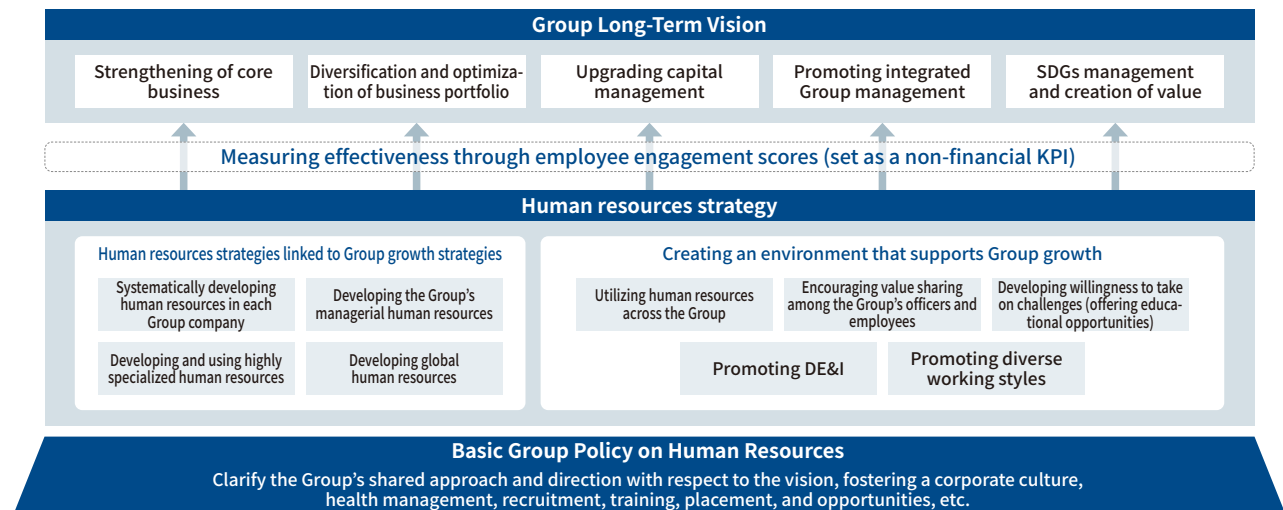 Group Long-Term Vision
Strengthening of core
business
Diversification and optimiza-
tion of business portfolio
Upgrading capital
management
Promoting integrated
Group management
SDGs management
and creation of value
Measuring effectiveness through employee engagement scores (set as a non-financial KPI)
Human resources strategy
Human resources strategies linked to Group growth strategies
Systematically developing
human resources in each
Group company
Developing the Group's
managerial human resources
Developing and using highly
specialized human resources
Developing global
human resources
Creating an environment that supports Group growth
Utilizing human resources
across the Group
Encouraging value sharing
among the Group's officers and
employees
Developing willingness to take
on challenges (offering educa-
tional opportunities)
Promoting DE&I
Promoting diverse
working styles
Basic Group Policy on Human Resources
Clarify the Group's shared approach and direction with respect to the vision, fostering a corporate culture,
health management, recruitment, training, placement, and opportunities, etc.